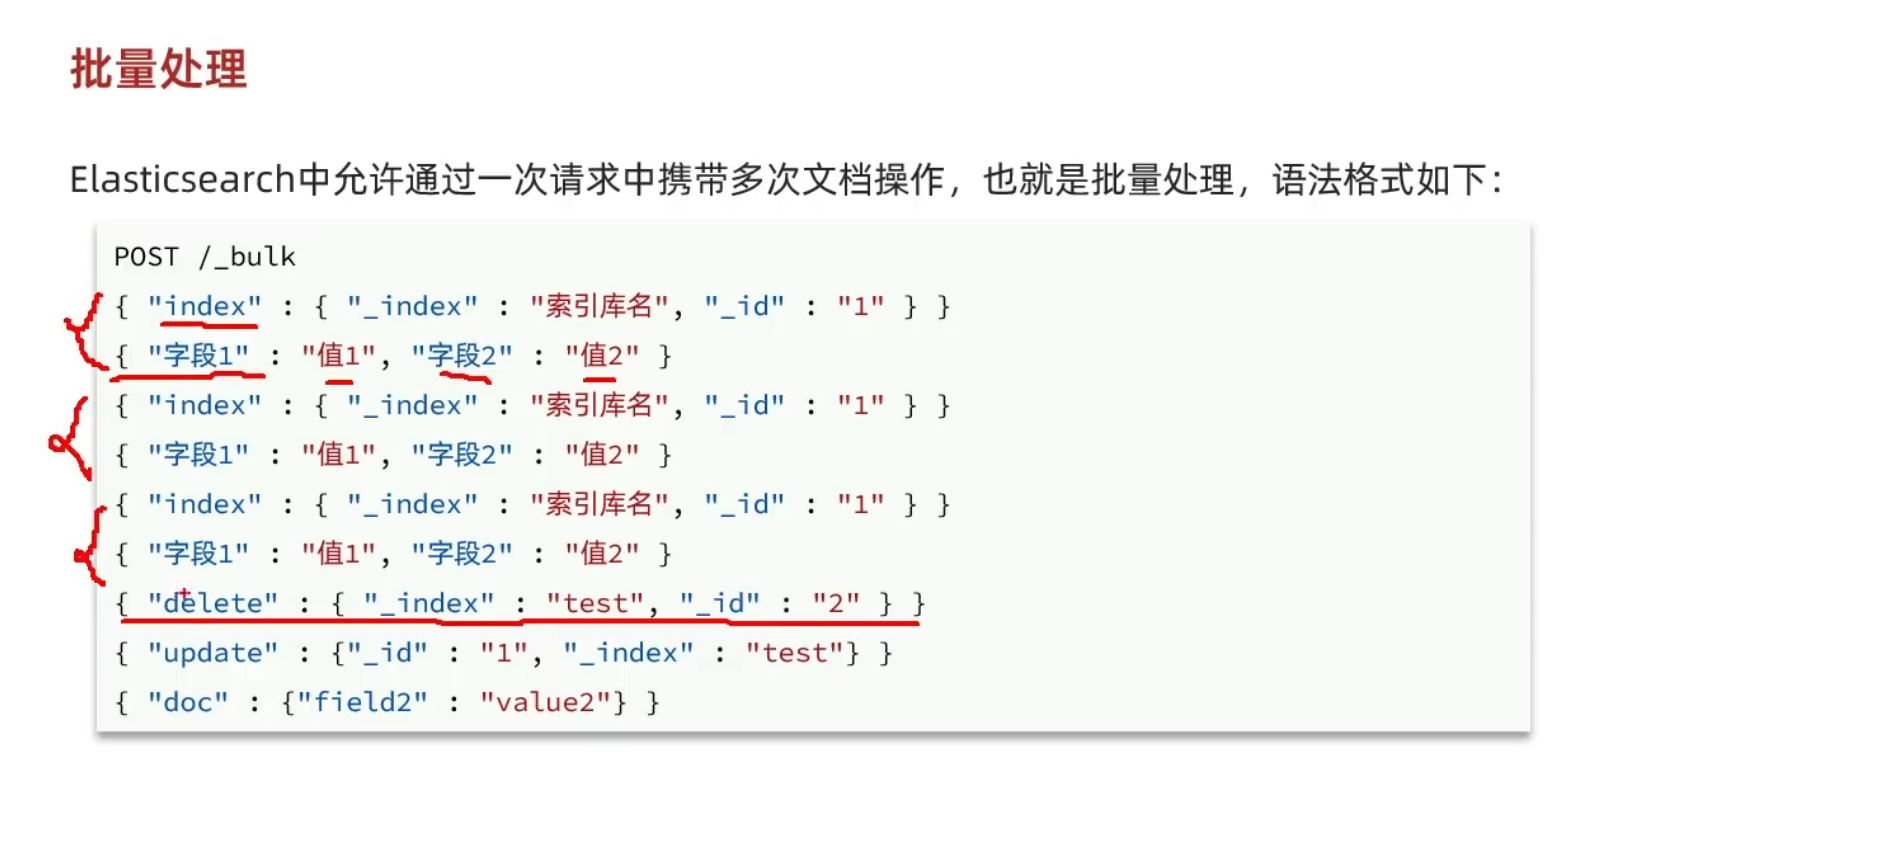 批量处理
Elasticsearch中允许通过一次请求中携带多次文档操作，也就是批量处理，语法格式如下：
POST /_bulk
{ "index" : { "_index" : "索引库名", "_id" : "1" } }
{ "字段1" : "值1", "字段2" : "值2" }
{ "index" : { "_index" : "索引库名", "_id" : "1" } }
{ "字段1" : "值1", "字段2" : "值2" }
{ "index" : { "_index" : "索引库名", "_id" : "1" } }
{ "字段1" : "值1", "字段2" : "值2" }
{ "delete" : { "_index" : "test", "_id" : "2" } }
{ "update" : {"_id" : "1", "_index" : "test"} }
{ "doc" : {"field2" : "value2"} }